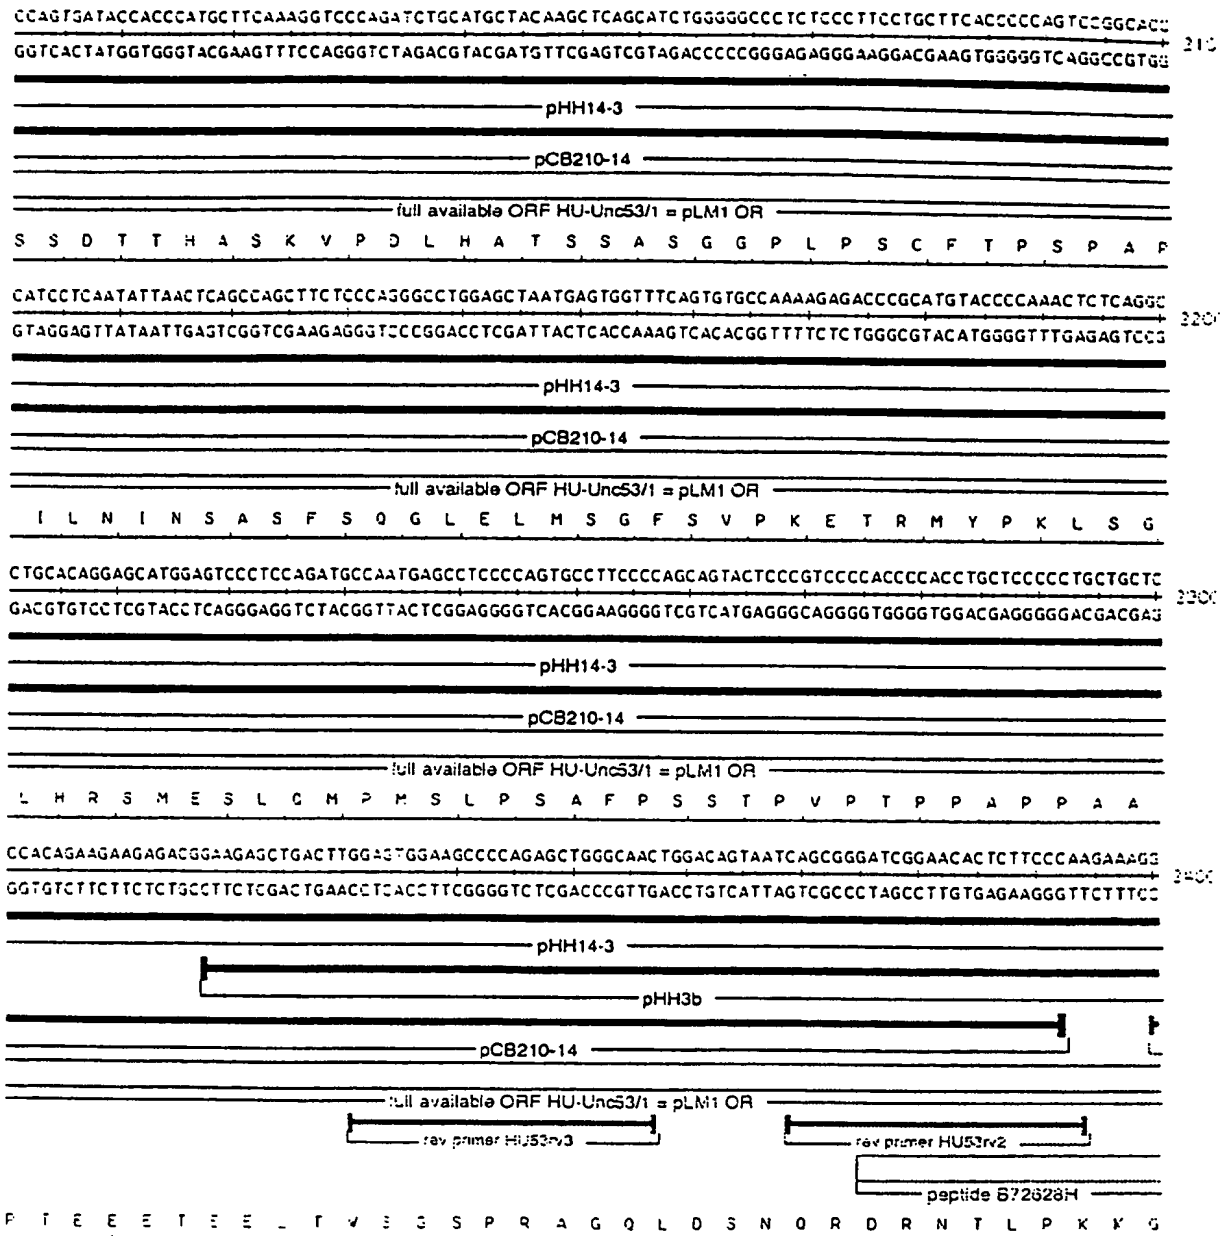 CCAGTGATACCACCCATGCTTCAAAGGTCCCAGATCTGCATGCTACAAGCTCAGCATCTGGGGGCCCTCTCCCTTCCTGCTTCACCCCCAGTCCGGCACC
GGTCACTATGGTGGGTACGAAGTTTCCAGGGTCTAGACGTACGATGTTCGAGTCGTAGACCCCCGGGAGAGGGAAGGACGAAGTGGGGGTCAGGCCGTGG
pHH14-3
pCB210-14
full available ORF HU-Unc53/1 = pLM1 OR
S S D T T H A S K V P D L H A T S S A S G G P L P S C F T P S P A P
CATCCTCAATATTAACTCAGCCAGCTTCTCCCAGGGCCTGGAGCTAATGAGTGGTTTCAGTGTGCCAAAAGAGACCCGCATGTACCCCAAACTCTCAGGC
GTAGGAGTTATAATTGAGTCGGTCGAAGAGGGTCCCGGACCTCGATTACTCACCAAAGTCACACGGTTTTCTCTGGGCGTACATGGGGTTTGAGAGTCCG
2200
pHH14-3
pCB210-14
full available ORF HU-Unc53/1 = pLM1 OR
I L N I N S A S F S Q G L E L M S G F S V P K E T R M Y P K L S G
CTGCACAGGAGCATGGAGTCCCTCCAGATGCCAATGAGCCTCCCCAGTGCCTTCCCCAGCAGTACTCCCGTCCCCACCCCACCTGCTCCCCCTGCTGCTC
GACGTGTCCTCGTACCTCAGGGAGGTCTACGGTTACTCGGAGGGGTCACGGAAGGGGTCGTCATGAGGGCAGGGGTGGGGTGGACGAGGGGGACGACGAG
2300
pHH14-3
pCB210-14
full available ORF HU-Unc53/1 = pLM1 OR
L H R S M E S L Q M P M S L P S A F P S S T P V P T P P A P P A A
CCACAGAAGAAGAGACGGAAGAGCTGACTTGGAGTGGAAGCCCCAGAGCTGGGCAACTGGACAGTAATCAGCGGGATCGGAACACTCTTCCCAAGAAAGG
GGTGTCTTCTTCTCTGCCTTCTCGACTGAACCTCACCTTCGGGGTCTCGACCCGTTGACCTGTCATTAGTCGCCCTAGCCTTGTGAGAAGGGTTCTTTCC
2400
pHH14-3
pHH3b
pCB210-14
full available ORF HU-Unc53/1 = pLM1 OR
rev primer HU53rv3
rev primer HU53rv2
peptide B72628H
P T E E E T E E L T W S G S P R A G Q L D S N Q R D R N T L P K K G